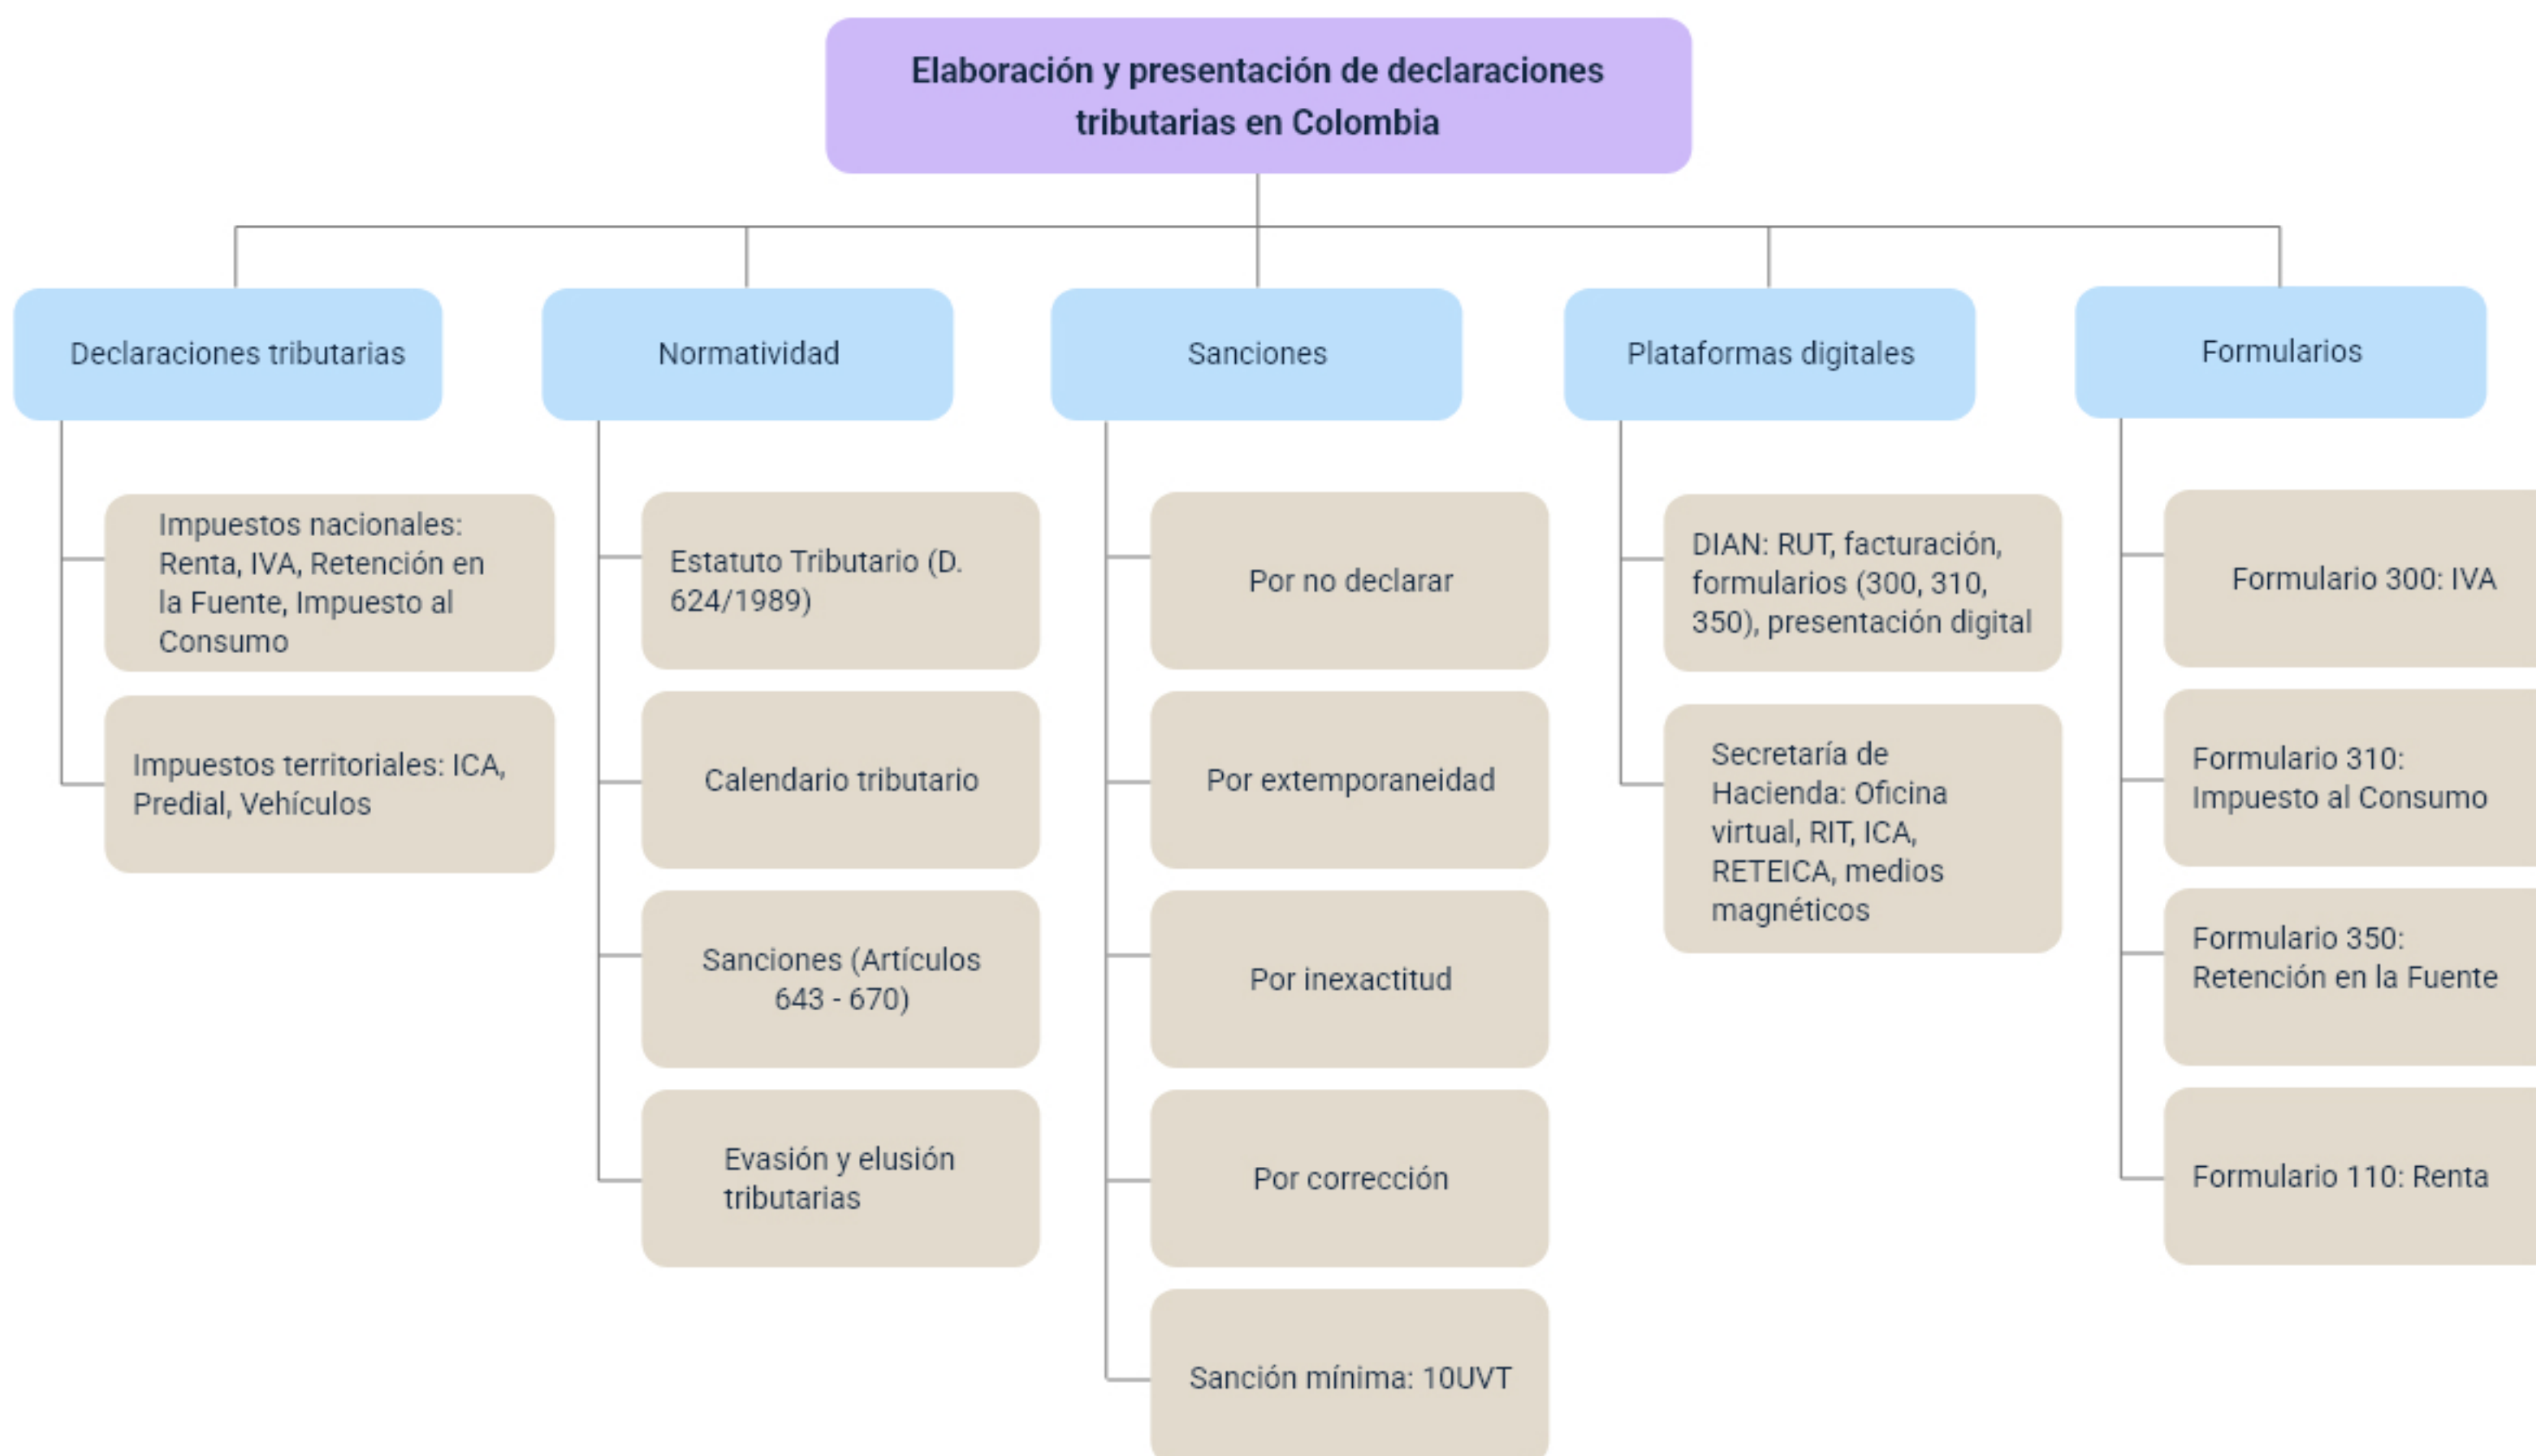 Elaboración y presentación de declaraciones
tributarias en Colombia
Declaraciones tributarias
Impuestos nacionales:
Renta, IVA, Retención en
la Fuente, Impuesto al
Consumo
Impuestos territoriales: ICA,
Predial, Vehículos
Normatividad
Estatuto Tributario (D.
624/1989)
Calendario tributario
Sanciones (Artículos
643 - 670)
Evasión y elusión
tributarias
Sanciones
Por no declarar
Por extemporaneidad
Por inexactitud
Por corrección
Sanción mínima: 10UVT
Plataformas digitales
DIAN: RUT, facturación,
formularios (300, 310,
350), presentación digital
Secretaría de
Hacienda: Oficina
virtual, RIT, ICA,
RETEICA, medios
magnéticos
Formularios
Formulario 300: IVA
Formulario 310:
Impuesto al Consumo
Formulario 350:
Retención en la Fuente
Formulario 110: Renta